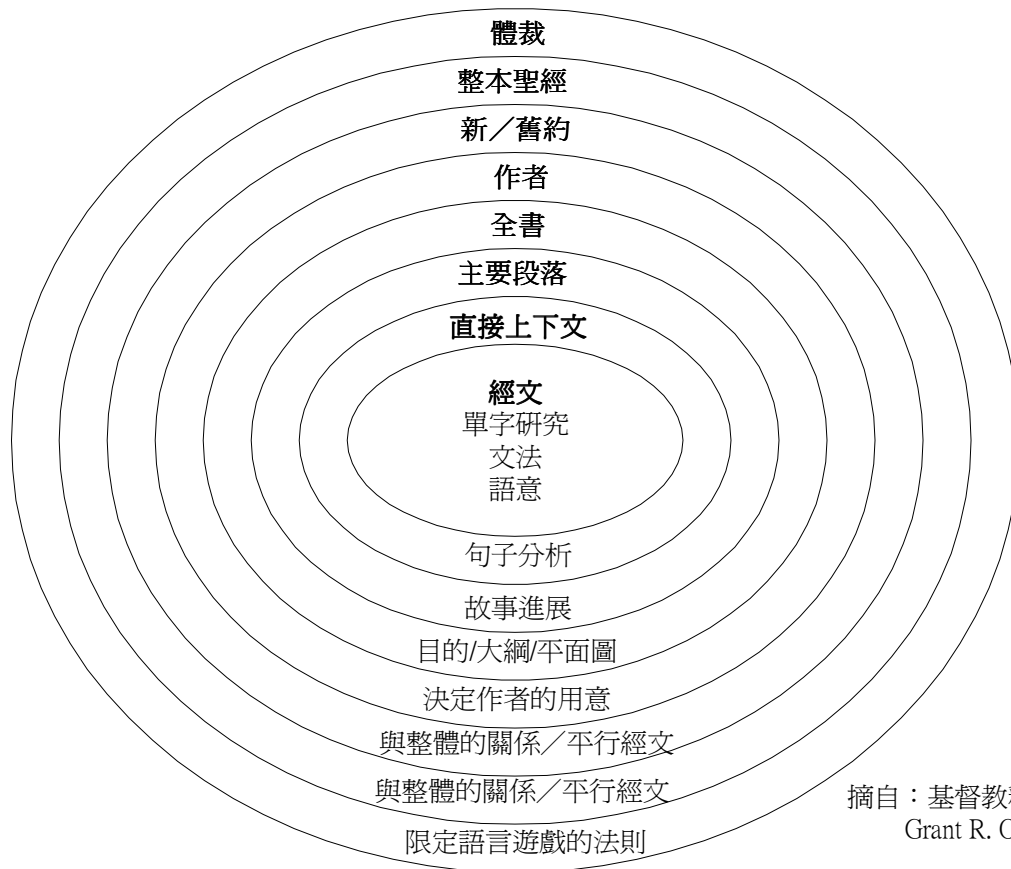 體裁
整本聖經
新／舊約
作者
全書
主要段落
直接上下文
經文
單字研究
文法
語意
句子分析
故事進展
目的/大綱/平面圖
決定作者的用意
與整體的關係／平行經文
與整體的關係／平行經文
限定語言遊戲的法則
摘自：基督教
Grant R.